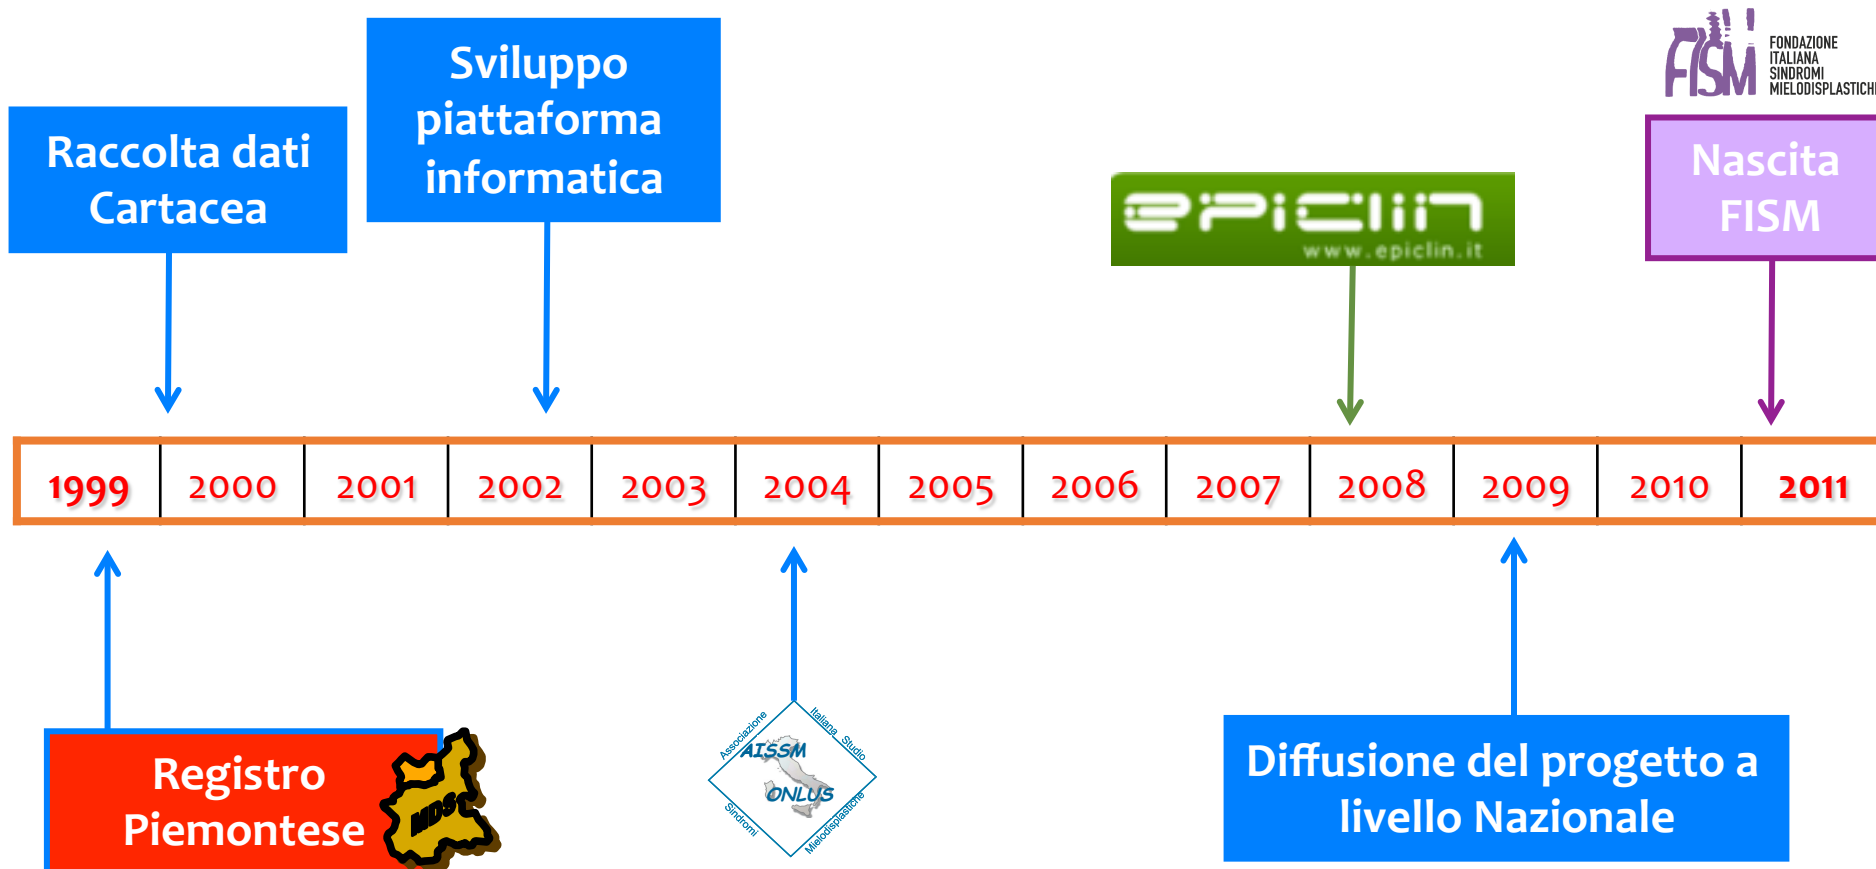 Sviluppo
piattaforma
informatica
Raccolta dati
Cartacea
FISM
FONDAZIONE
ITALIANA
SINDROMI
MIELODISPLASTICHE
Nascita
FISM
epiclin
www.epiclin.it
1999 2000 2001 2002 2003 2004 2005 2006 2007 2008 2009 2010 2011
Registro
Piemontese
MDS
Associazione
Italiana Studio
AISSM
ONLUS
Sindromi
Mielodisplastiche
Diffusione del progetto a
livello Nazionale